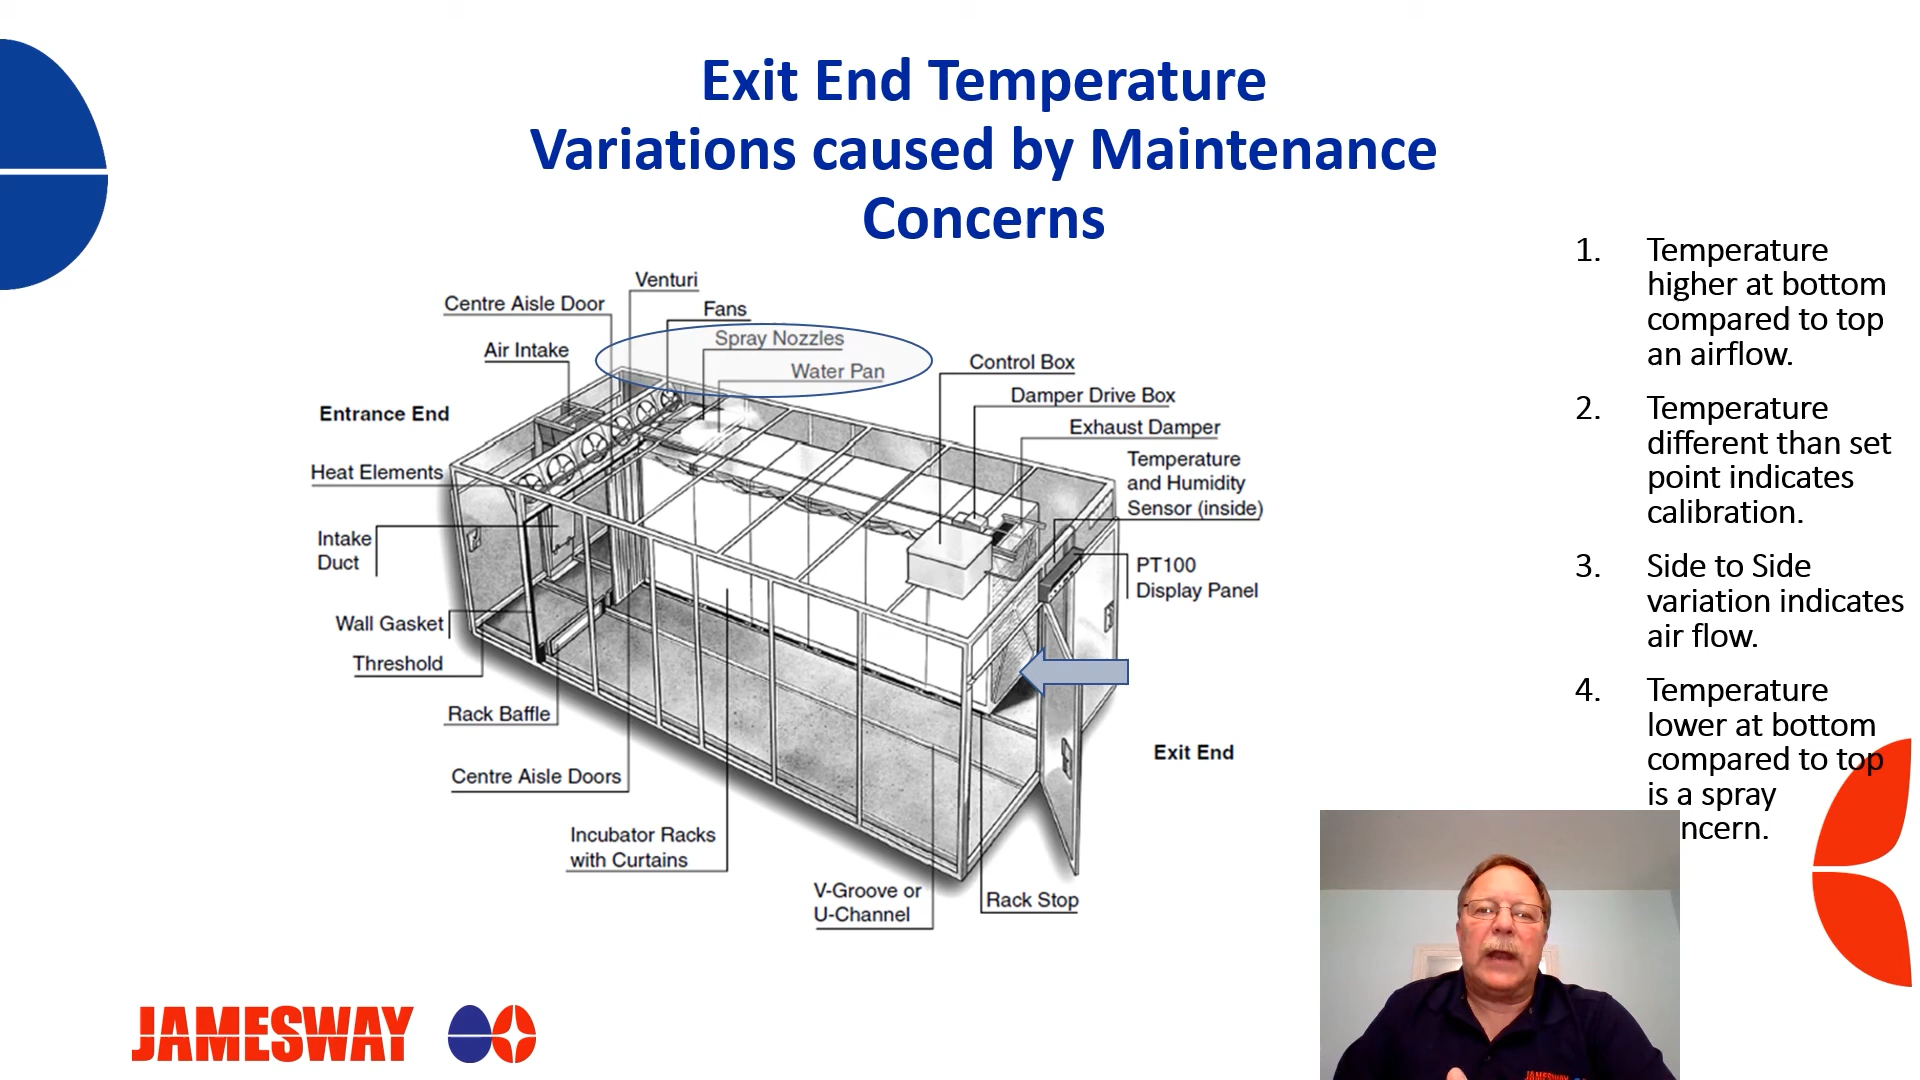 Exit End Temperature
Variations caused by Maintenance
Concerns
1. Temperature
higher at bottom
compared to top
an airflow.
2. Temperature
different than set
point indicates
calibration.
3. Side to Side
variation indicates
air flow.
4. Temperature
lower at bottom
compared to top
is a spray
ncern.
Venturi
Centre Aisle Door
Fans
Spray Nozzles
Air Intake
Water Pan
Control Box
Damper Drive Box
Entrance End
Exhaust Damper
Temperature
and Humidity
Sensor (inside)
Heat Elements
Intake
Duct
PT100
Display Panel
Wall Gasket
Threshold
Rack Baffle
Exit End
Centre Aisle Doors
Incubator Racks
with Curtains
V-Groove or
U-Channel
Rack Stop
JAMESWAY
JAMESWAY